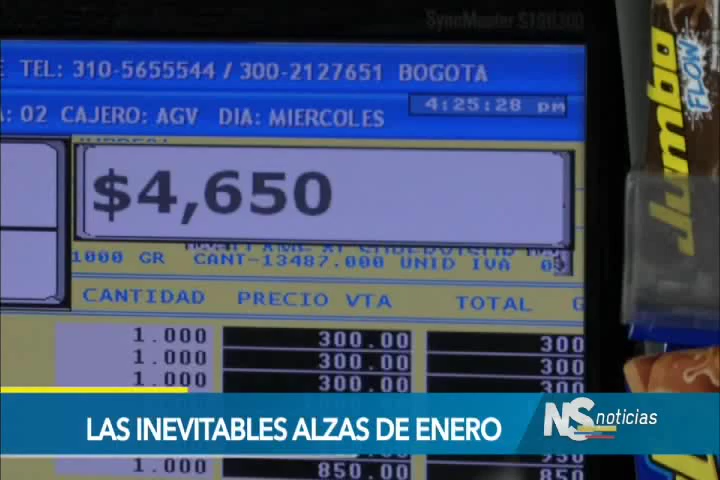 SyncMaster
E TEL: 310-5655544 / 300-2127651 BOGOTA
A: 02 CAJERO: AGV DIA: MIERCOLES
4:25:28 pm
$4,650
1000 GR CANT-13487.000 UNID IVA
CANTIDAD PRECIO VTA TOTAL
1.000 300.00 300
1.000 300.00 300
1.000 300.00 300
LAS INEVITABLES ALZAS DE ENERO
NS noticias
1.000 850.00 850
Jumbo
FLOW